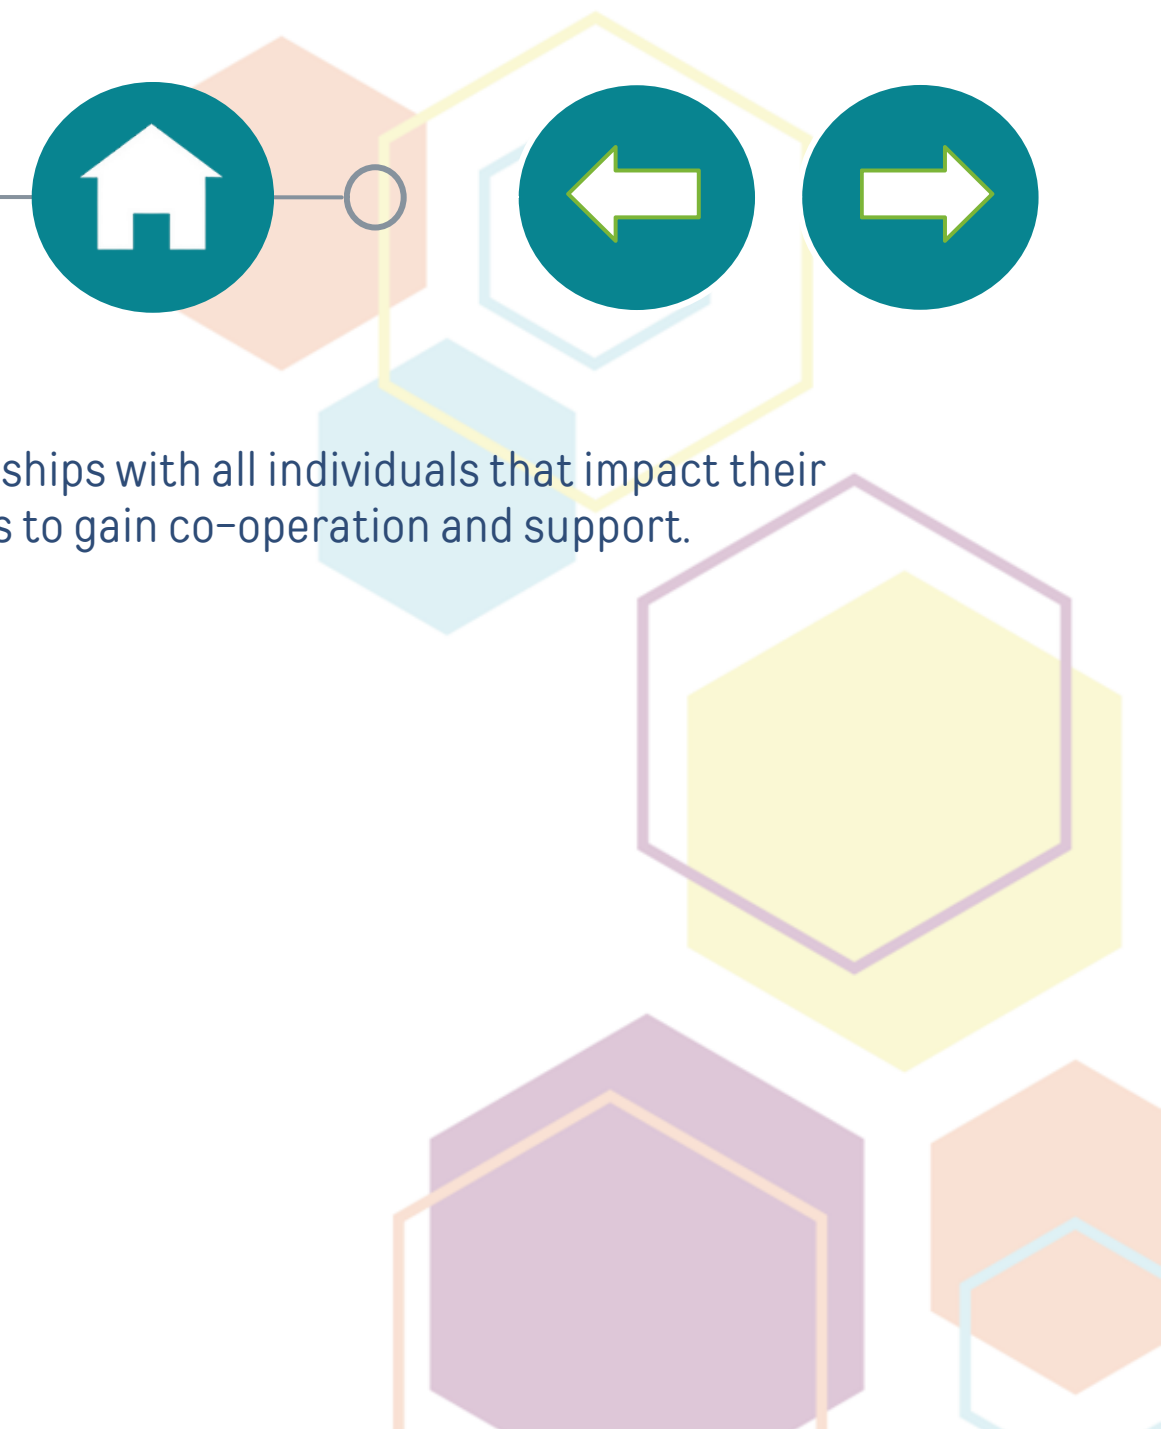 ships with all individuals that impact their
s to gain co-operation and support.